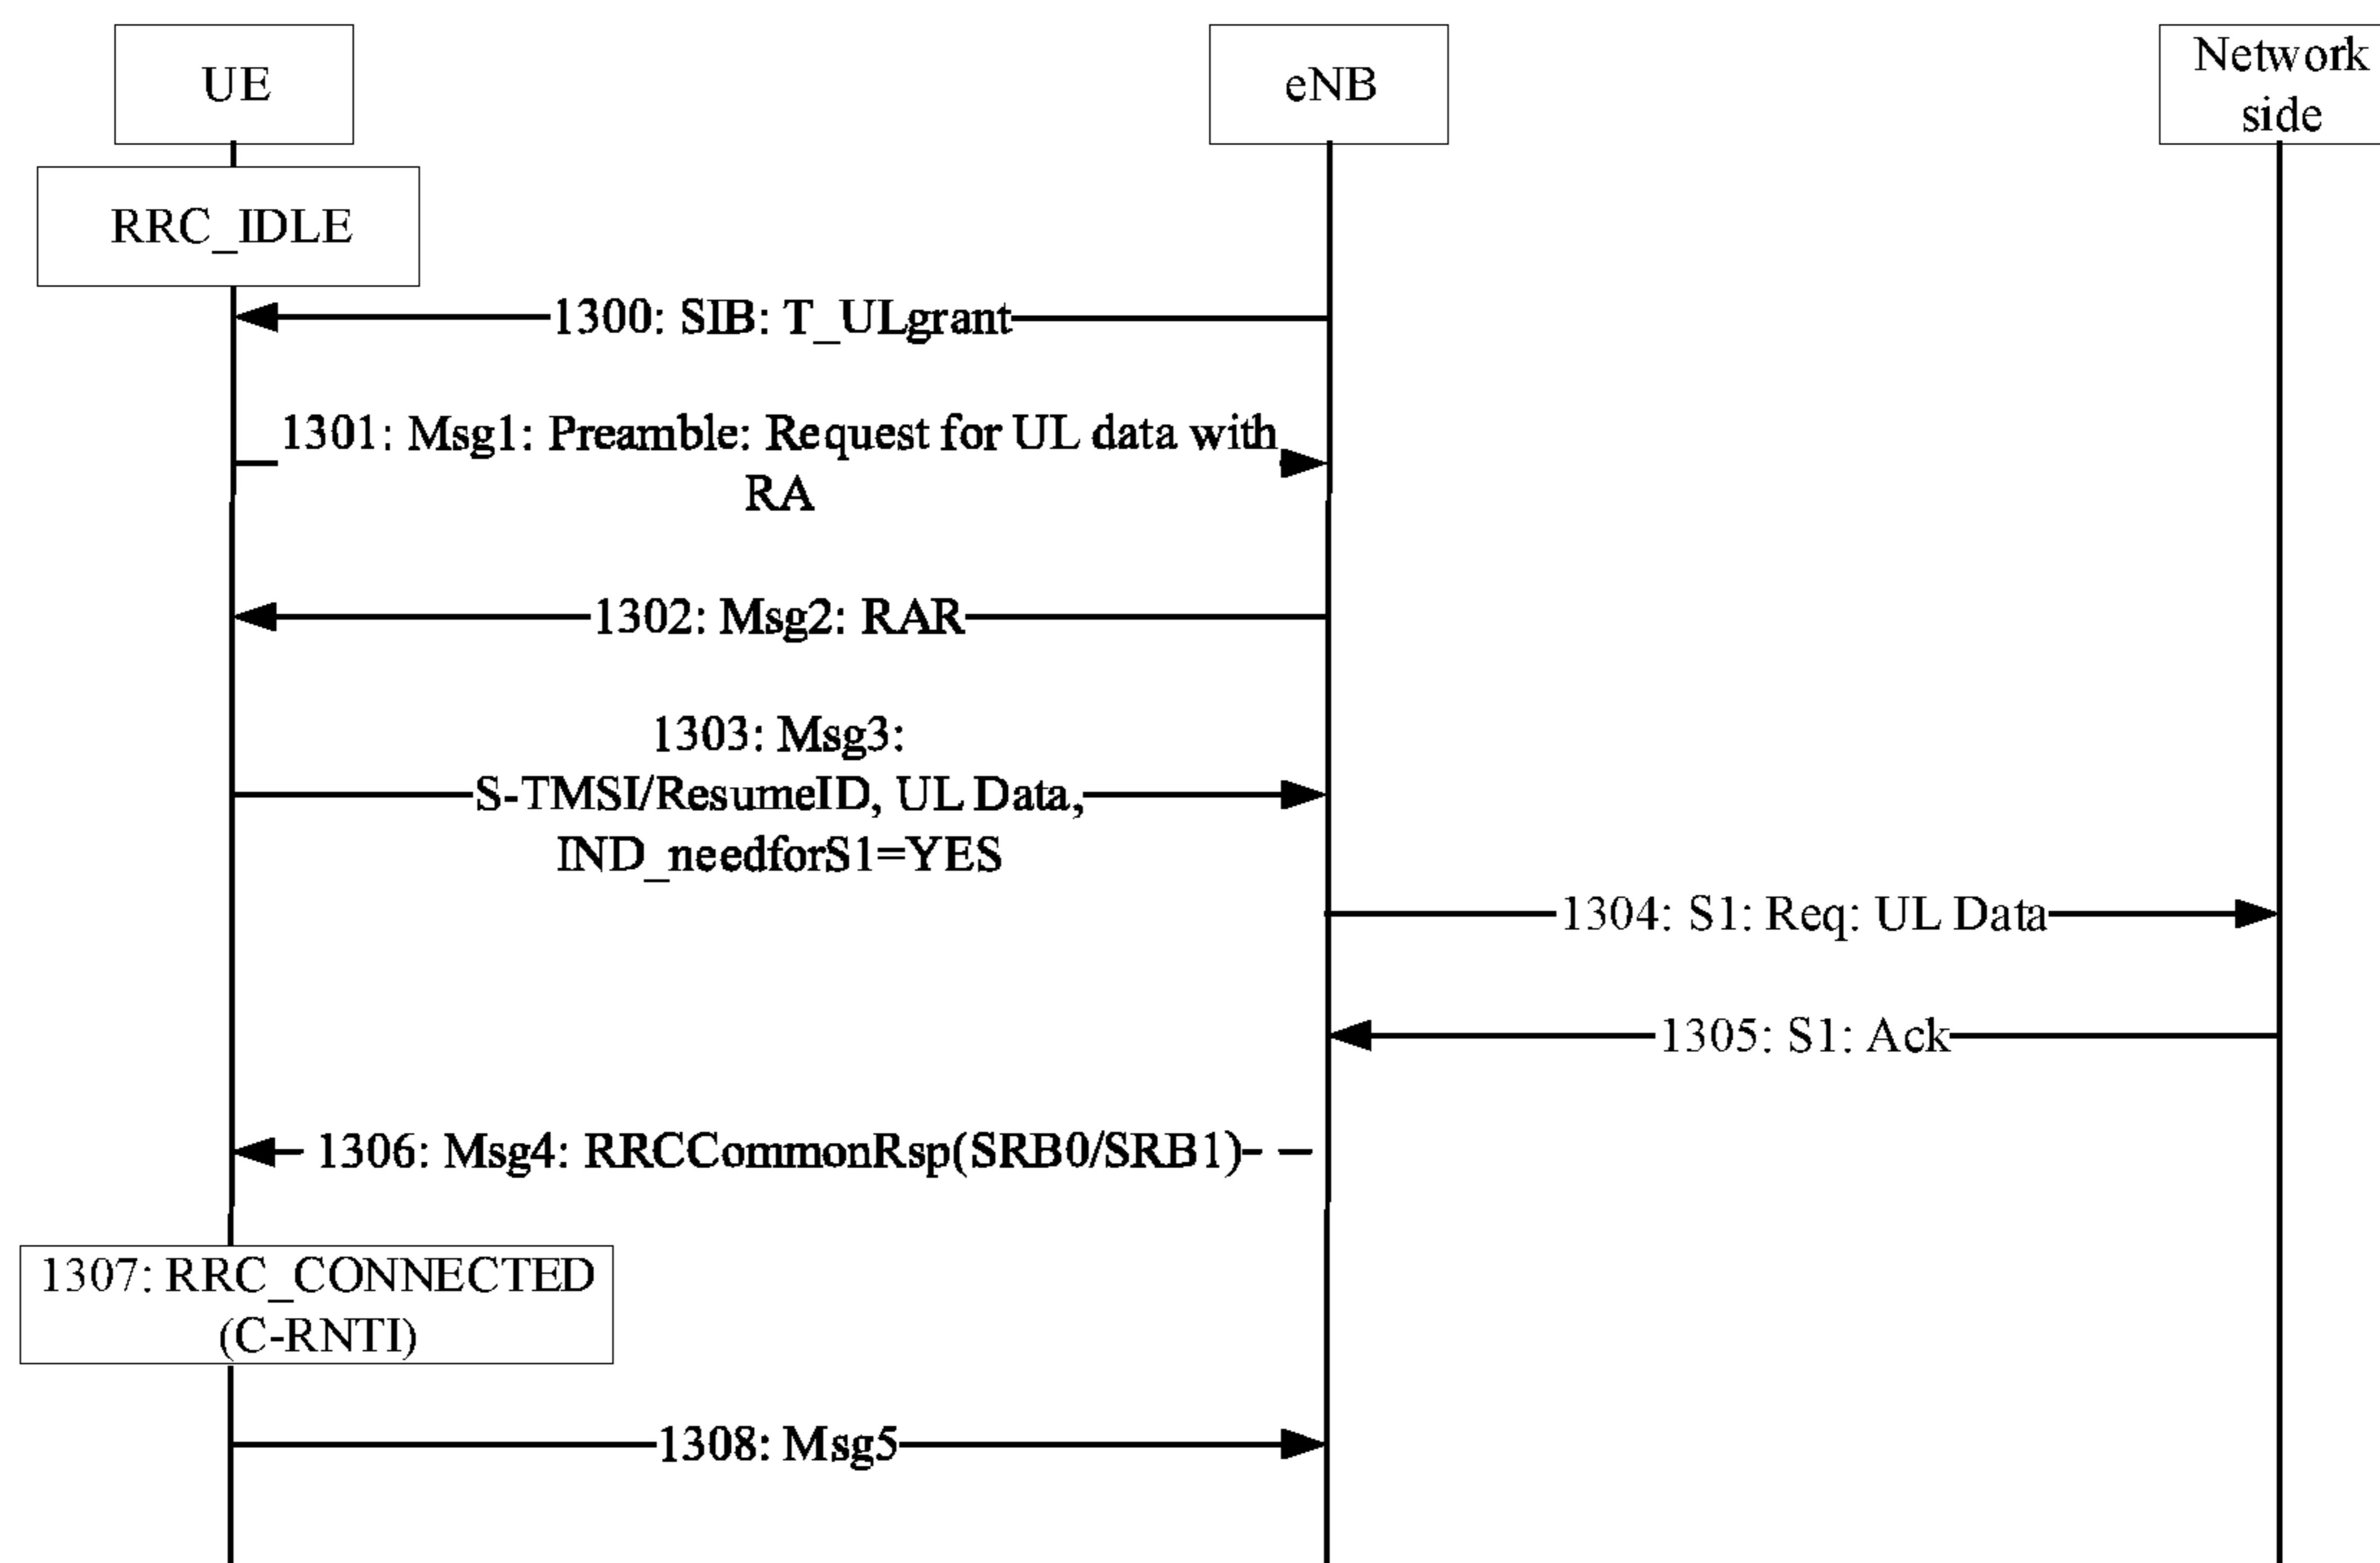 UE
eNB
Network
side
RRC_IDLE
1300: SIB: T_ULgrant
1301: Msg1: Preamble: Request for UL data with
RA
1302: Msg2: RAR
1303: Msg3:
S-TMSI/ResumeID, UL Data,
IND_needforS1=YES
1304: S1: Req: UL Data
1305: S1: Ack
1306: Msg4: RRCCommonRsp(SRB0/SRB1)
1307: RRC_CONNECTED
(C-RNTI)
1308: Msg5